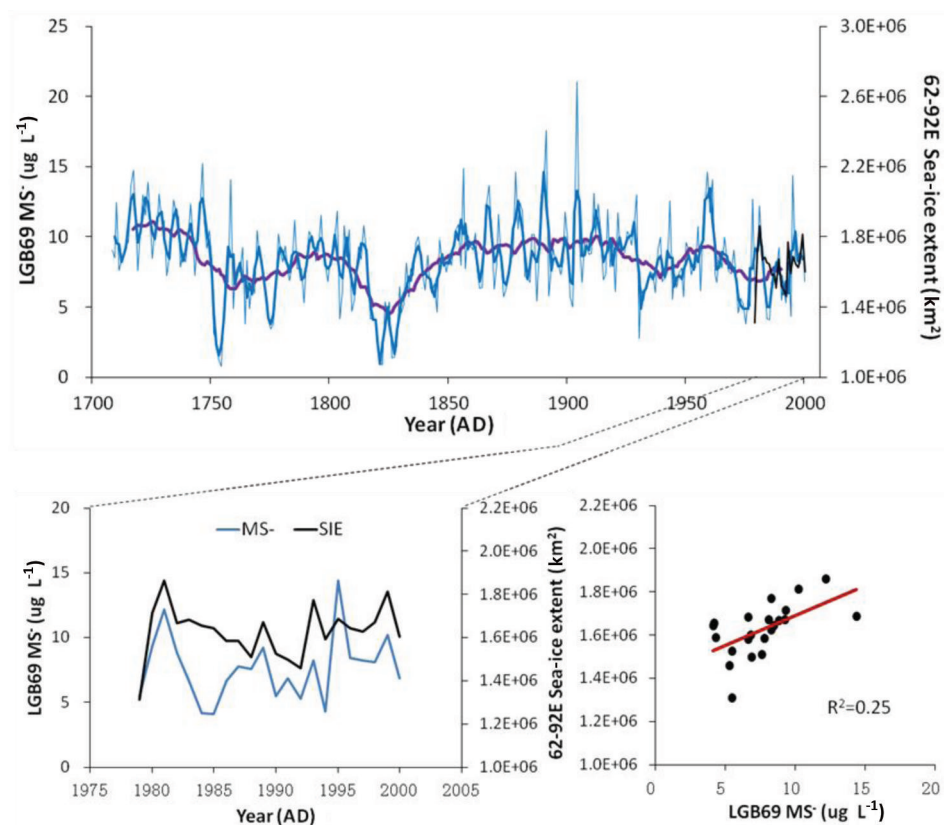 25
20
15
10
5
0
LGB69 MS⁻ (ug L⁻¹)
3.0E+06
2.6E+06
2.2E+06
1.8E+06
1.4E+06
1.0E+06
62-92E Sea-ice extent (km²)
1700 1750 1800 1850 1900 1950 2000
Year (AD)
20
15
10
5
0
LGB69 MS⁻ (ug L⁻¹)
MS- SIE
2.2E+06
2.0E+06
1.8E+06
1.6E+06
1.4E+06
1.2E+06
1.0E+06
1975 1980 1985 1990 1995 2000 2005
Year (AD)
62-92E Sea-ice extent (km²)
2.2E+06
2.0E+06
1.8E+06
1.6E+06
1.4E+06
1.2E+06
1.0E+06
R²=0.25
0 5 10 15 20
LGB69 MS⁻ (ug L⁻¹)